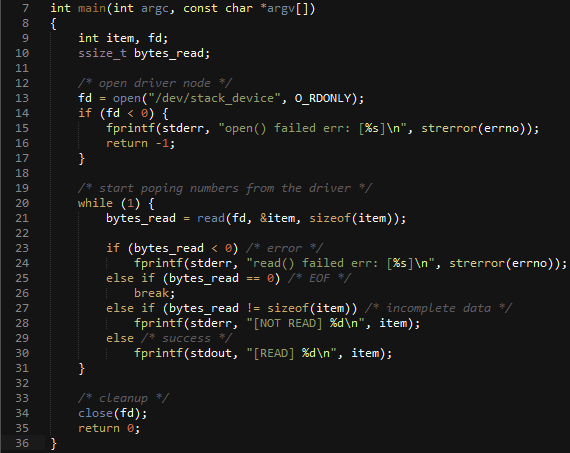 7 int main(int argc, const char *argv[])
8 {
9     int item, fd;
10     ssize_t bytes_read;
11
12     /* open driver node */
13     fd = open("/dev/stack_device", O_RDONLY);
14     if (fd < 0) {
15         fprintf(stderr, "open() failed err: [%s]\n", strerror(errno));
16         return -1;
17     }
18
19     /* start poping numbers from the driver */
20     while (1) {
21         bytes_read = read(fd, &item, sizeof(item));
22
23         if (bytes_read < 0) /* error */
24             fprintf(stderr, "read() failed err: [%s]\n", strerror(errno));
25         else if (bytes_read == 0) /* EOF */
26             break;
27         else if (bytes_read != sizeof(item)) /* incomplete data */
28             fprintf(stderr, "[NOT READ] %d\n", item);
29         else /* success */
30             fprintf(stdout, "[READ] %d\n", item);
31     }
32
33     /* cleanup */
34     close(fd);
35     return 0;
36 }